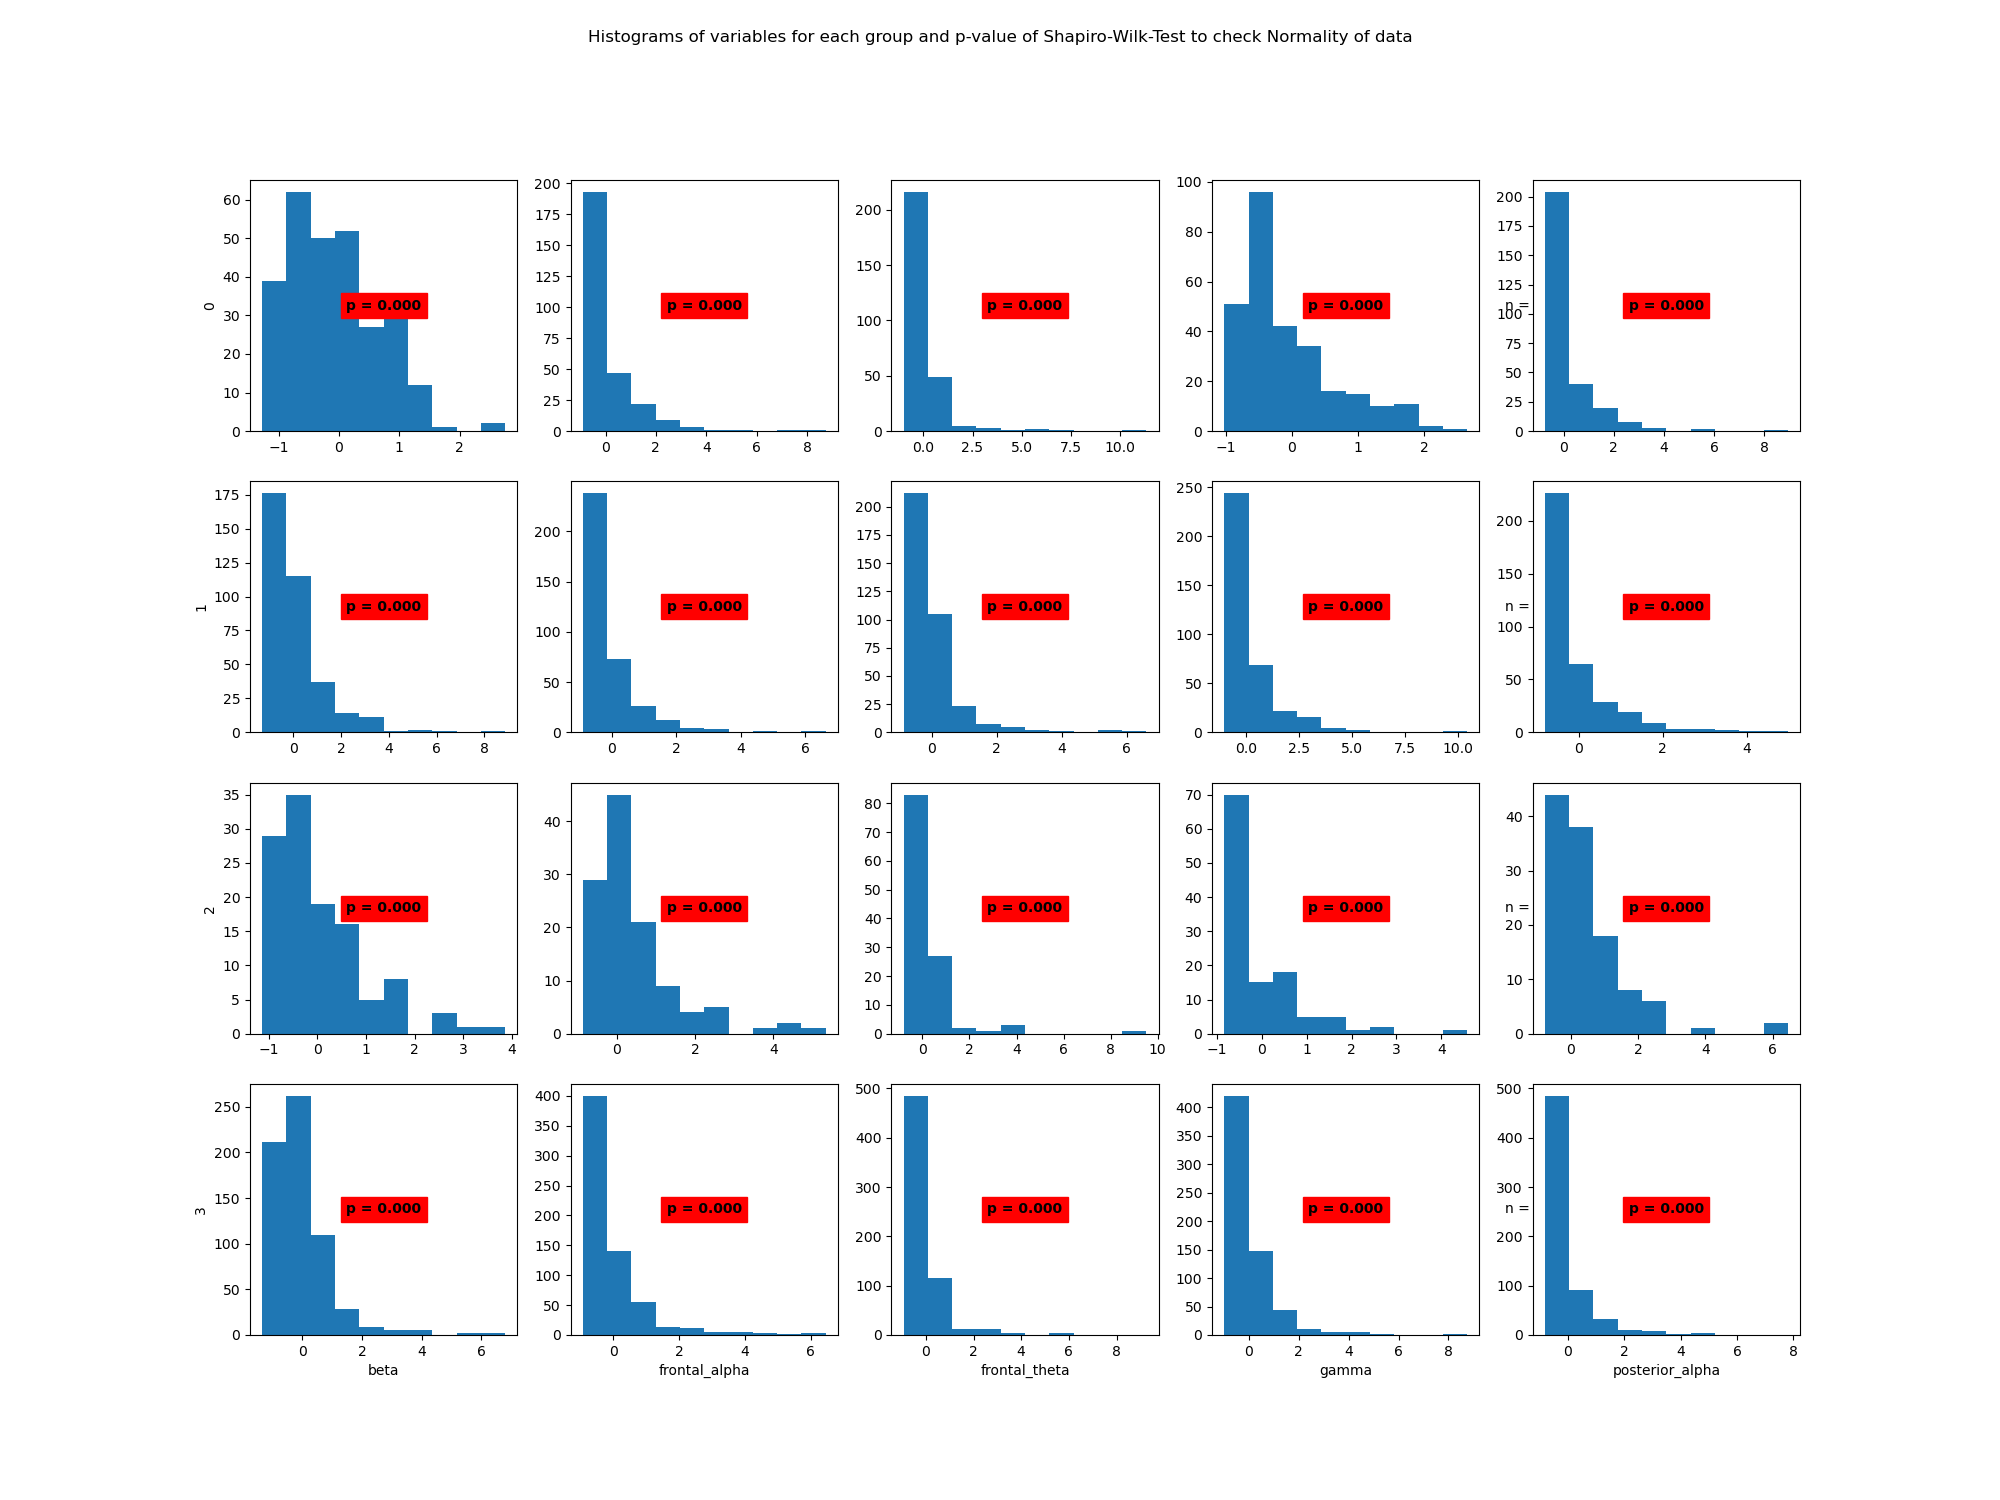 Histograms of variables for each group and p-value of Shapiro-Wilk-Test to check Normality of data
0
60
50
40
30
20
10
0
p = 0.000
−1 0 1 2
200
175
150
125
100
75
50
25
0
p = 0.000
0 2 4 6 8
200
150
100
50
0
p = 0.000
0.0 2.5 5.0 7.5 10.0
100
80
60
40
20
0
p = 0.000
−1 0 1 2
200
175
150
125
n =
100
75
50
25
0
p = 0.000
0 2 4 6 8
1
175
150
125
100
75
50
25
0
p = 0.000
0 2 4 6 8
200
150
100
50
0
p = 0.000
0 2 4 6
200
175
150
125
100
75
50
25
0
p = 0.000
0 2 4 6
250
200
150
100
50
0
p = 0.000
0.0 2.5 5.0 7.5 10.0
200
150
n =
100
50
0
p = 0.000
0 2 4
2
35
30
25
20
15
10
5
0
p = 0.000
−1 0 1 2 3 4
40
30
20
10
0
p = 0.000
0 2 4
80
70
60
50
40
30
20
10
0
p = 0.000
0 2 4 6 8 10
70
60
50
40
30
20
10
0
p = 0.000
−1 0 1 2 3 4
40
30
n =
20
10
0
p = 0.000
0 2 4 6
3
250
200
150
100
50
0
p = 0.000
0 2 4 6
beta
400
350
300
250
200
150
100
50
0
p = 0.000
0 2 4 6
frontal_alpha
500
400
300
200
100
0
p = 0.000
0 2 4 6 8
frontal_theta
400
350
300
250
200
150
100
50
0
p = 0.000
0 2 4 6 8
gamma
500
400
300
n =
200
100
0
p = 0.000
0 2 4 6 8
posterior_alpha